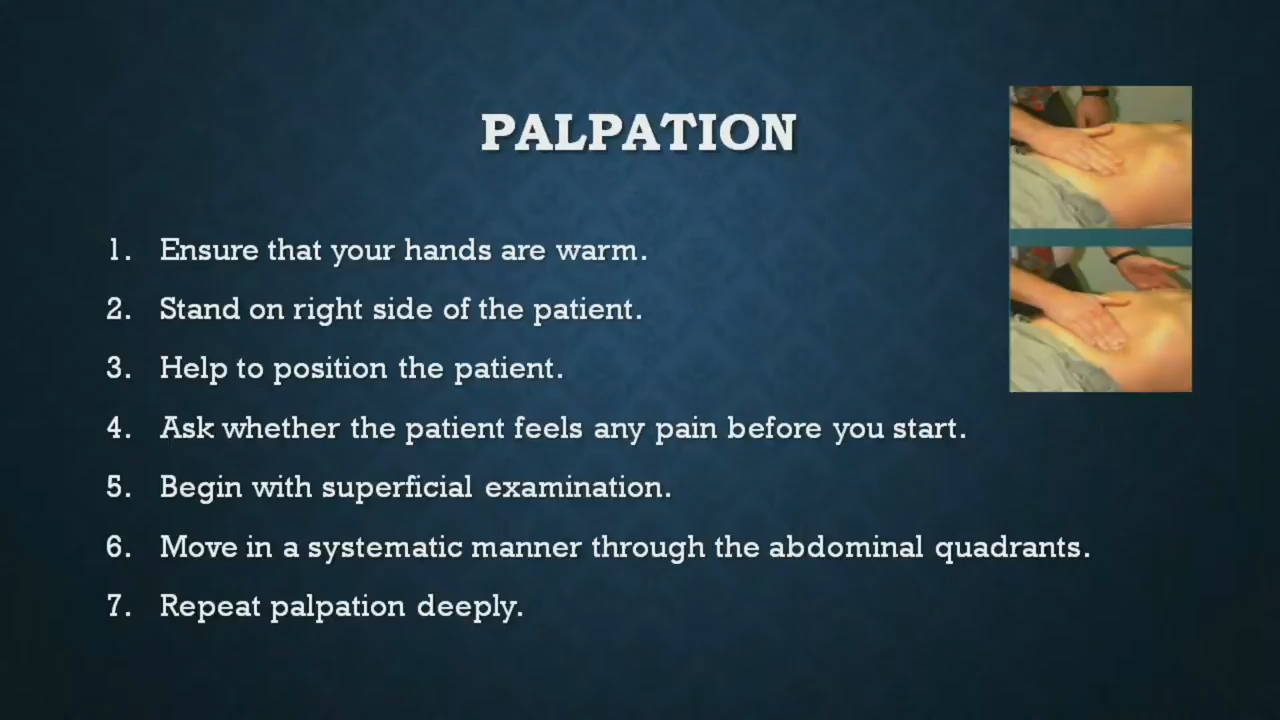 PALPATION
1. Ensure that your hands are warm.
2. Stand on right side of the patient.
3. Help to position the patient.
4. Ask whether the patient feels any pain before you start.
5. Begin with superficial examination.
6. Move in a systematic manner through the abdominal quadrants.
7. Repeat palpation deeply.